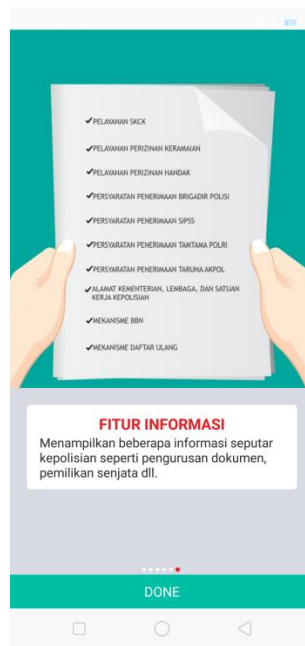 ✔PELAYANAN SKCK
✔PELAYANAN PERIZINAN KERAMAIAN
✔PELAYANAN PERIZINAN HANDAK
✔PERSYARATAN PENERIMAAN BRIGADIR POLISI
✔PERSYARATAN PENERIMAAN SIPSS
✔PERSYARATAN PENERIMAAN TAMTAMA POLRI
✔PERSYARATAN PENERIMAAN TARUNA AKPOL
✔ALAMAT KEMENTERIAN, LEMBAGA, DAN SATUAN
KERJA KEPOLISIAN
✔MEKANISME BBN
✔MEKANISME DAFTAR ULANG
FITUR INFORMASI
Menampilkan beberapa informasi seputar
kepolisian seperti pengurusan dokumen,
pemilikan senjata dll.
DONE